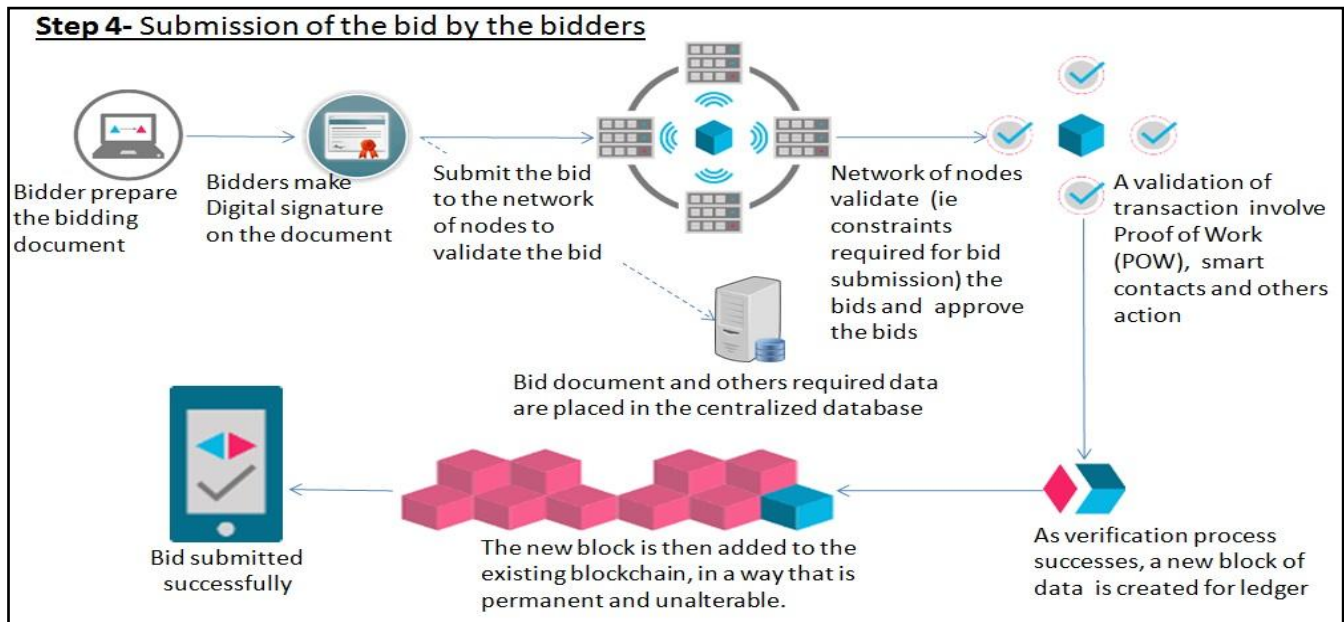 Step 4- Submission of the bid by the bidders
Bidder prepare
the bidding
document
Bidders make
Digital signature
on the document
Submit the bid
to the network
of nodes to
validate the bid
Network of nodes
validate (ie
constraints
required for bid
submission) the
bids and approve
the bids
A validation of
transaction involve
Proof of Work
(POW), smart
contacts and others
action
Bid document and others required data
are placed in the centralized database
As verification process
successes, a new block of
data is created for ledger
The new block is then added to the
existing blockchain, in a way that is
permanent and unalterable.
Bid submitted
successfully